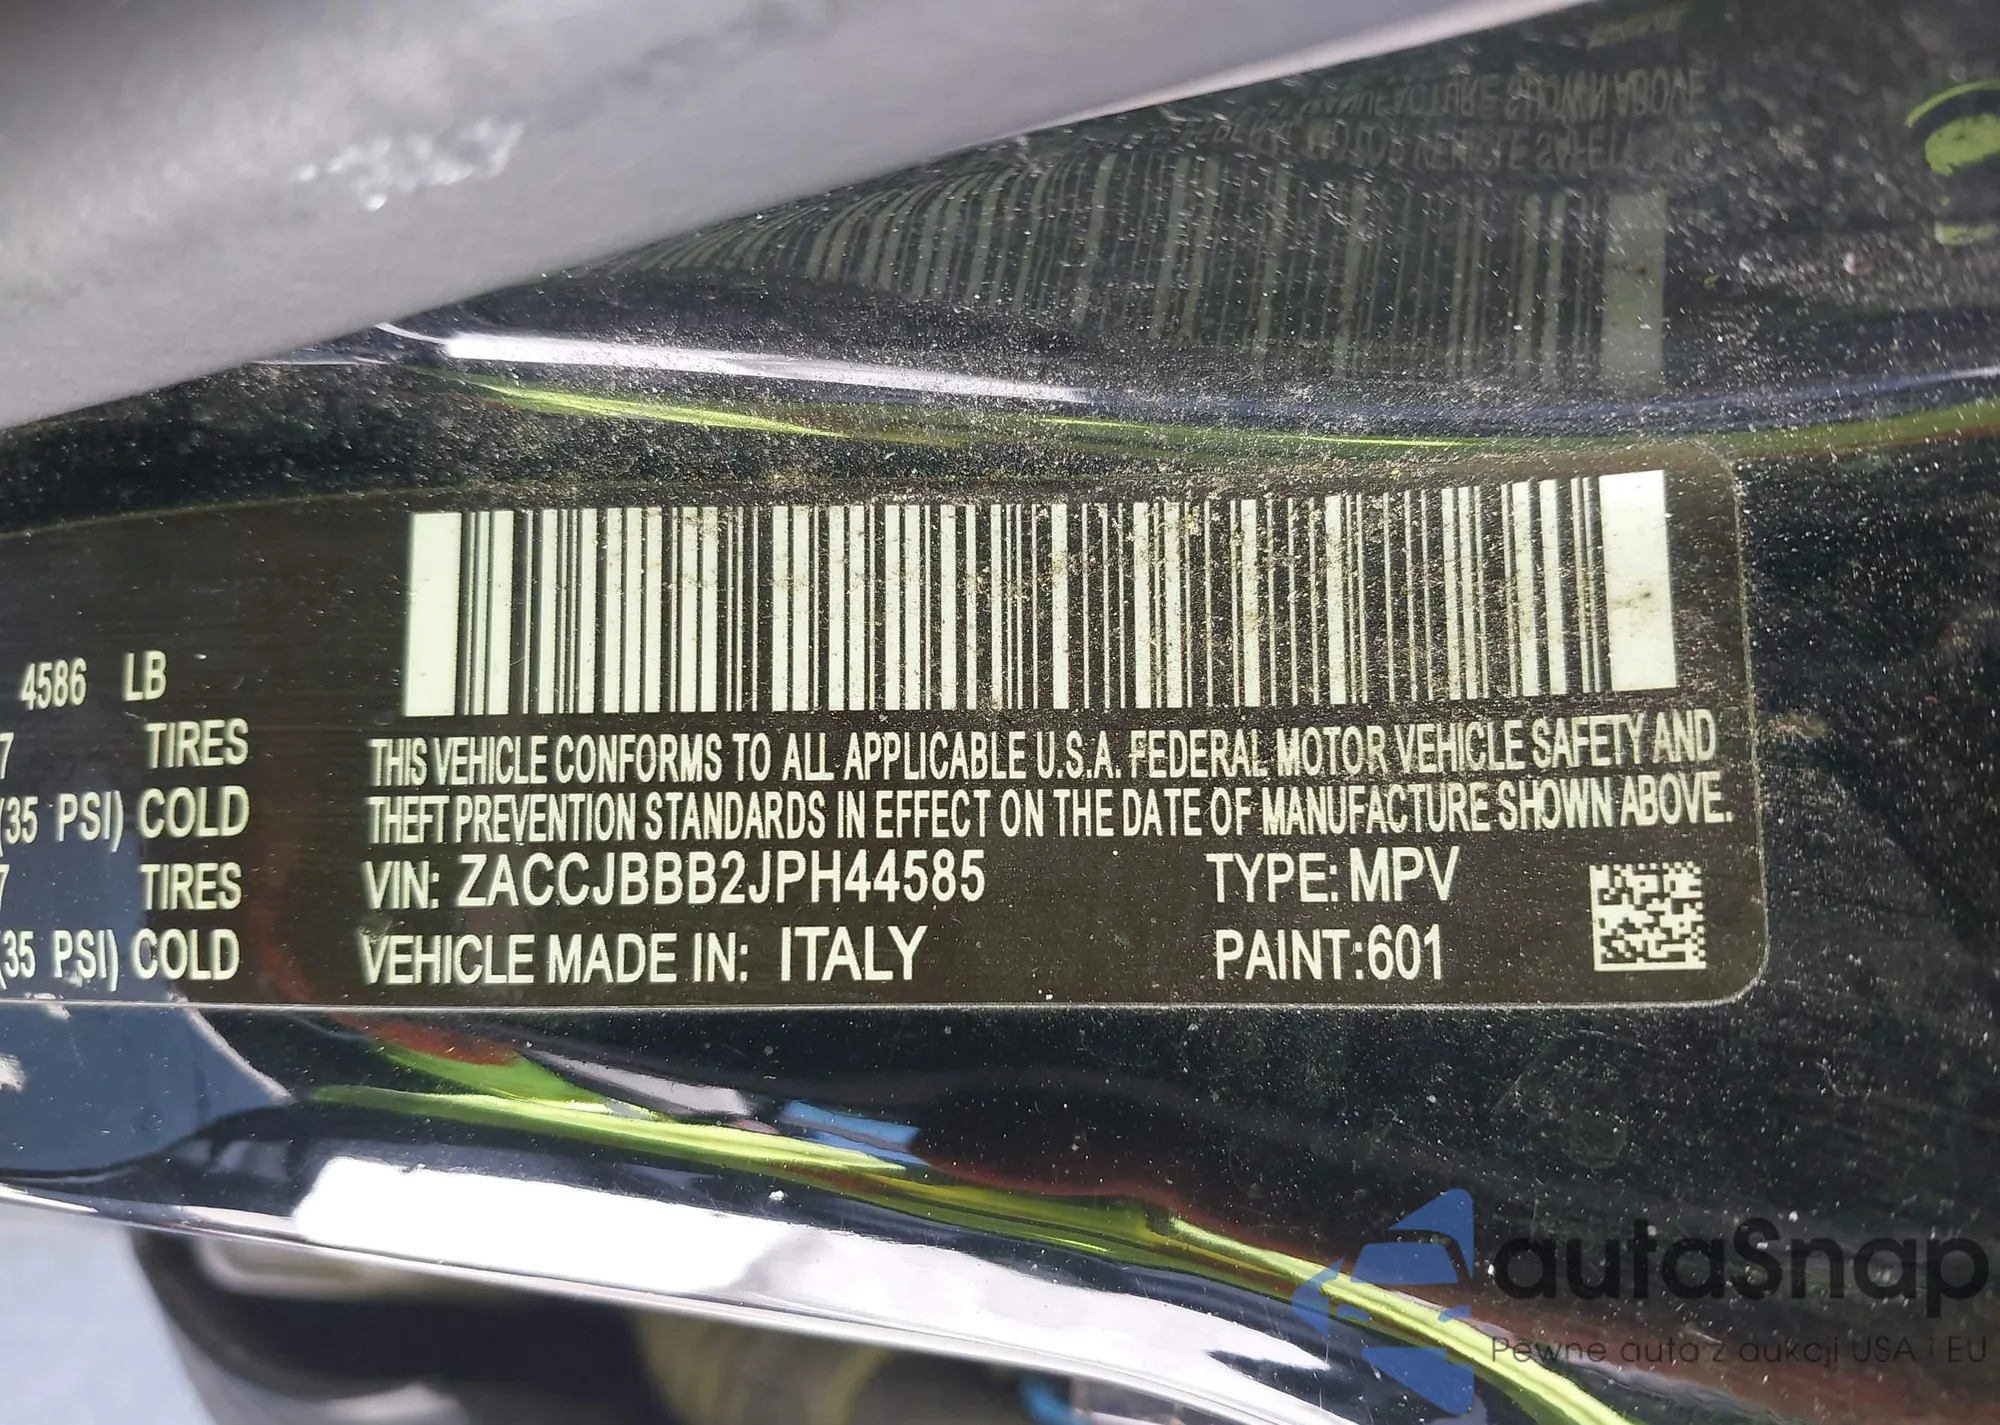 4586 LB
7 TIRES
(35 PSI) COLD
7 TIRES
(35 PSI) COLD
THIS VEHICLE CONFORMS TO ALL APPLICABLE U.S.A. FEDERAL MOTOR VEHICLE SAFETY AND
THEFT PREVENTION STANDARDS IN EFFECT ON THE DATE OF MANUFACTURE SHOWN ABOVE.
VIN: ZACCJBBB2JPH44585 TYPE: MPV
VEHICLE MADE IN: ITALY PAINT:601
autaSnap
Pewne auta z aukcji USA i EU